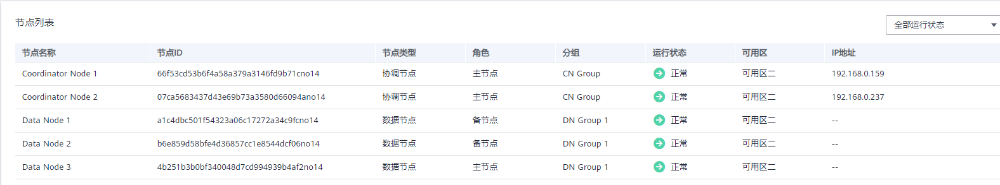 节点列表
全部运行状态
节点名称 节点ID 节点类型 角色 分组 运行状态 可用区 IP地址
Coordinator Node 1 66f53cd53b6f4a58a379a3146fd9b71cno14 协调节点 主节点 CN Group 正常 可用区二 192.168.0.159
Coordinator Node 2 07ca5683437d43e69b73a3580d66094ano14 协调节点 主节点 CN Group 正常 可用区二 192.168.0.237
Data Node 1 a1c4dbc501f54323a06c17272a34c9fcno14 数据节点 备节点 DN Group 1 正常 可用区二 --
Data Node 2 b6e859d58bfe4d36857cc1e8544dcf06no14 数据节点 备节点 DN Group 1 正常 可用区二 --
Data Node 3 4b251b3b0bf340048d7cd994939b4af2no14 数据节点 主节点 DN Group 1 正常 可用区二 --